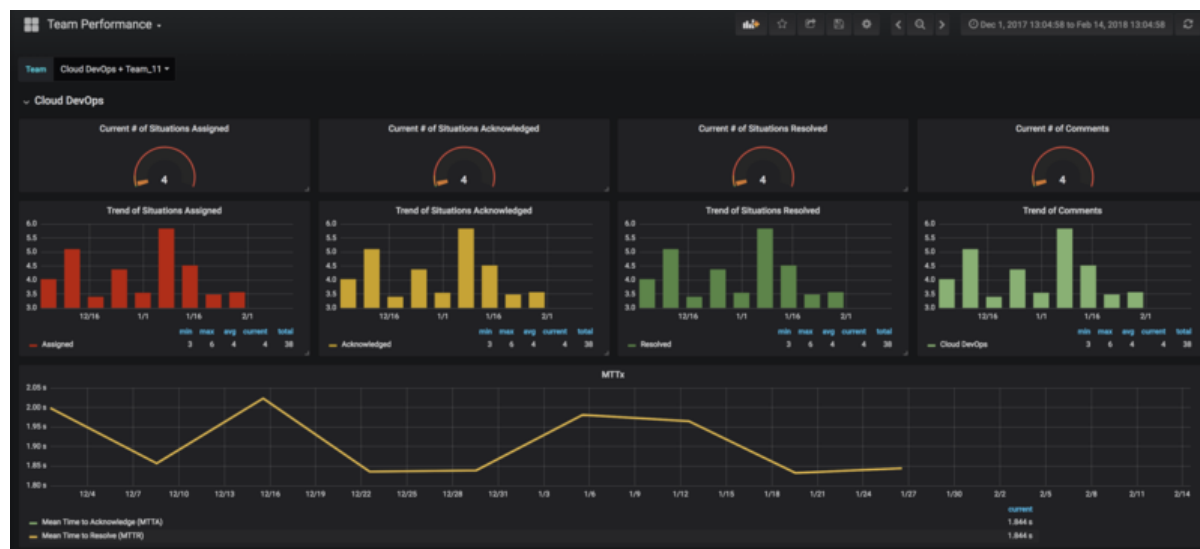 Team Performance
Dec 1, 2017 13:04:58 to Feb 14, 2018 13:04:58
Team Cloud DevOps + Team_11
Cloud DevOps
Current # of Situations Assigned
4
Current # of Situations Acknowledged
4
Current # of Situations Resolved
4
Current # of Comments
4
Trend of Situations Assigned
6.0
5.5
5.0
4.5
4.0
3.5
3.0
12/16 1/1 1/16 2/1
min max avg current total
Assigned 3 6 4 4 38
Trend of Situations Acknowledged
6.0
5.5
5.0
4.5
4.0
3.5
3.0
12/16 1/1 1/16 2/1
min max avg current total
Acknowledged 3 6 4 4 38
Trend of Situations Resolved
6.0
5.5
5.0
4.5
4.0
3.5
3.0
12/16 1/1 1/16 2/1
min max avg current total
Resolved 3 6 4 4 38
Trend of Comments
6.0
5.5
5.0
4.5
4.0
3.5
3.0
12/16 1/1 1/16 2/1
min max avg current total
Cloud DevOps 3 6 4 4 38
MTTx
2.05 s
2.00 s
1.95 s
1.90 s
1.85 s
1.80 s
12/4 12/7 12/10 12/13 12/16 12/19 12/22 12/25 12/28 12/31 1/3 1/6 1/9 1/12 1/15 1/18 1/21 1/24 1/27 1/30 2/2 2/5 2/8 2/11 2/14
current
Mean Time to Acknowledge (MTTA) 1.844 s
Mean Time to Resolve (MTTR) 1.844 s